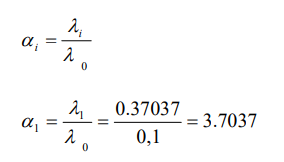 α_i = λ_i / λ_0
α_1 = λ_1 / λ_0 = 0.37037 / 0,1 = 3.7037